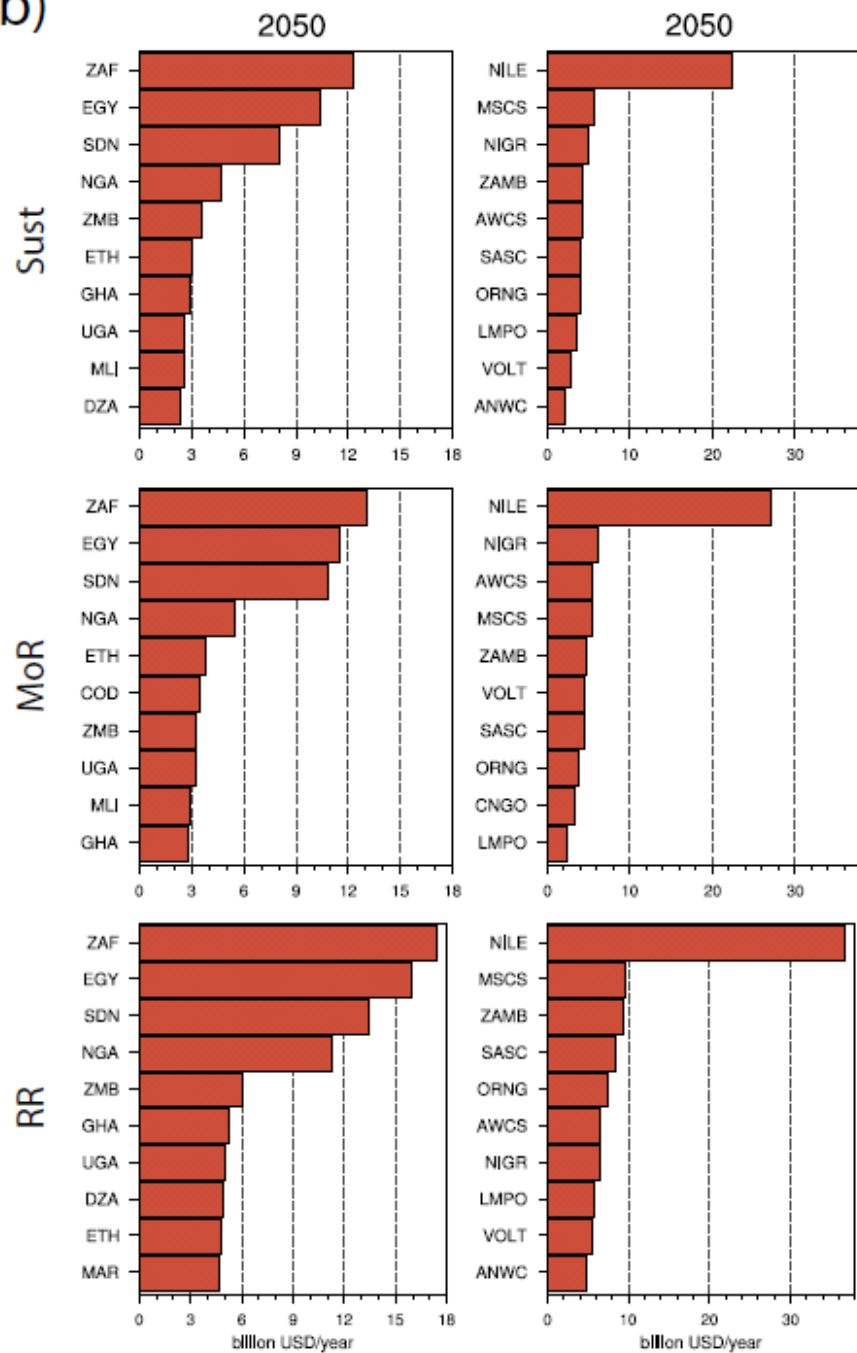 b)
2050
ZAF
EGY
SDN
NGA
ZMB
ETH
GHA
UGA
MLI
DZA
0 3 6 9 12 15 18
2050
NILE
MSCS
NIGR
ZAMB
AWCS
SASC
ORNG
LMPO
VOLT
ANWC
0 10 20 30
Sust
ZAF
EGY
SDN
NGA
ETH
COD
ZMB
UGA
MLI
GHA
0 3 6 9 12 15 18
NILE
NIGR
AWCS
MSCS
ZAMB
VOLT
SASC
ORNG
CNGO
LMPO
0 10 20 30
MoR
ZAF
EGY
SDN
NGA
ZMB
GHA
UGA
DZA
ETH
MAR
0 3 6 9 12 15 18
billion USD/year
NILE
MSCS
ZAMB
SASC
ORNG
AWCS
NIGR
LMPO
VOLT
ANWC
0 10 20 30
billion USD/year
RR